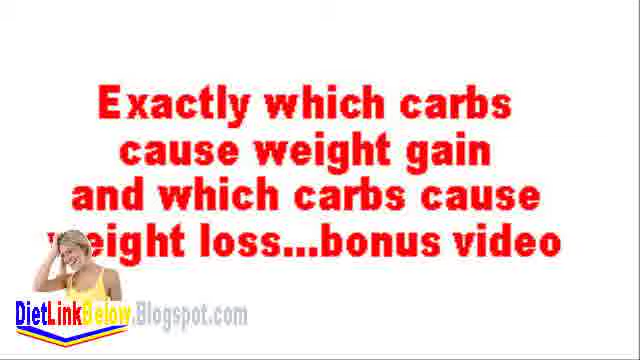 Exactly which carbs
cause weight gain
and which carbs cause
weight loss...bonus video
DietLinkBelow.Blogspot.com